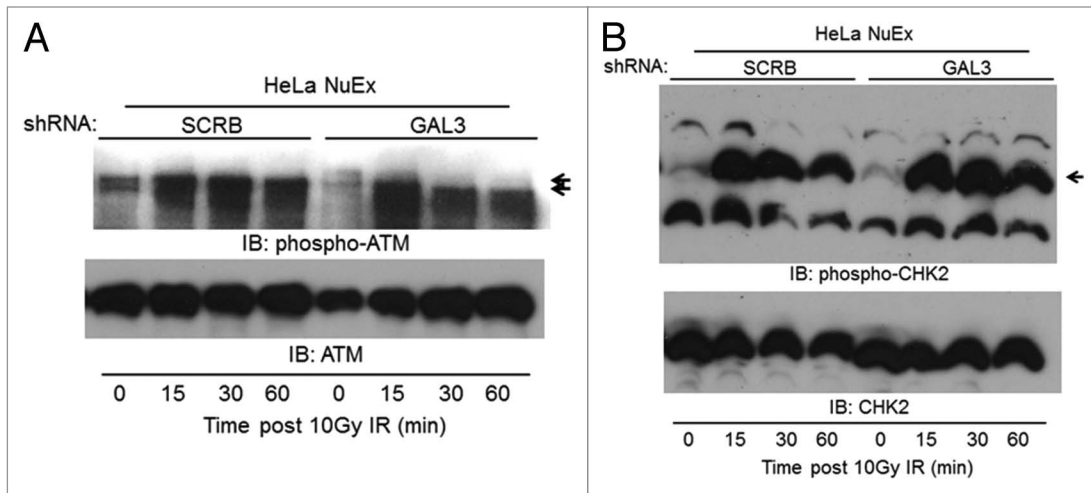 A
HeLa NuEx
shRNA: SCRB GAL3
IB: phospho-ATM
IB: ATM
0 15 30 60 0 15 30 60
Time post 10Gy IR (min)
B
HeLa NuEx
shRNA: SCRB GAL3
IB: phospho-CHK2
IB: CHK2
0 15 30 60 0 15 30 60
Time post 10Gy IR (min)